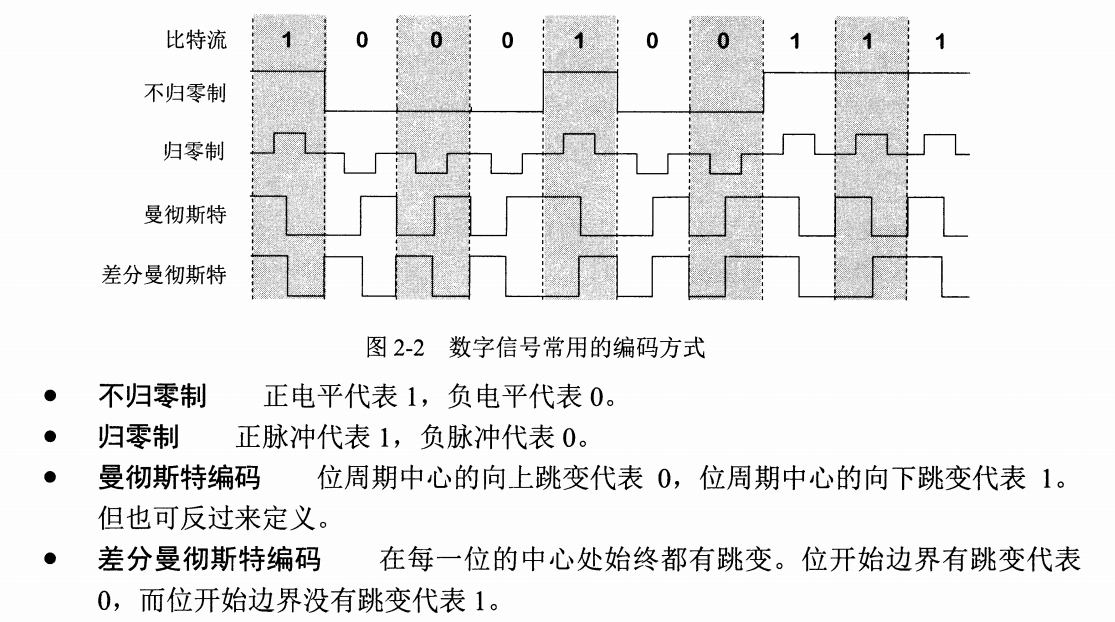 比特流 1 0 0 0 1 0 0 1 1 1
不归零制
归零制
曼彻斯特
差分曼彻斯特
图 2-2 数字信号常用的编码方式
● 不归零制 正电平代表 1，负电平代表 0。
● 归零制 正脉冲代表 1，负脉冲代表 0。
● 曼彻斯特编码 位周期中心的向上跳变代表 0，位周期中心的向下跳变代表 1。
但也可反过来定义。
● 差分曼彻斯特编码 在每一位的中心处始终都有跳变。位开始边界有跳变代表
0，而位开始边界没有跳变代表 1。